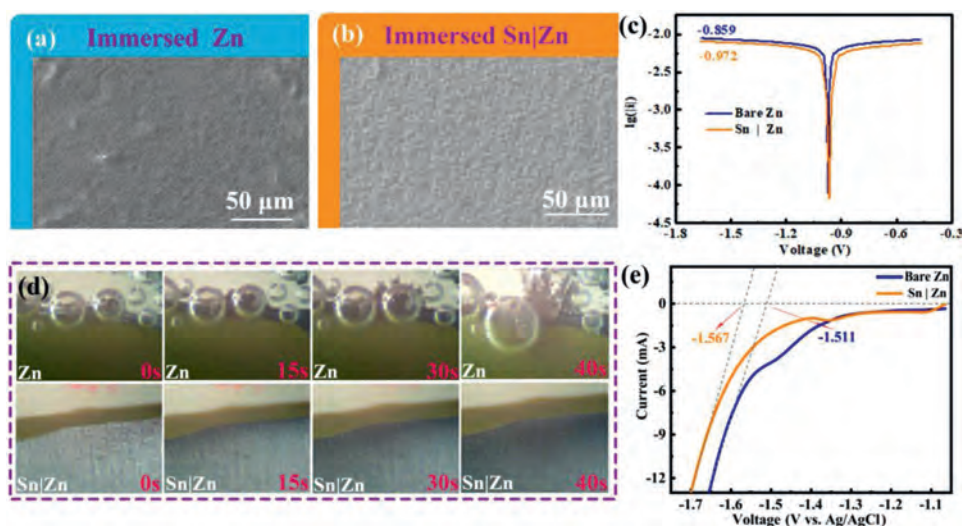 (a) Immersed Zn
50 μm
(b) Immersed Sn|Zn
50 μm
(c)
-0.859
-0.972
Bare Zn
Sn | Zn
lg(|i|)
-2.0
-2.5
-3.0
-3.5
-4.0
-4.5
-1.8 -1.5 -1.2 -0.9 -0.6 -0.3
Voltage (V)
(d)
Zn 0s
Zn 15s
Zn 30s
Zn 40s
Sn|Zn 0s
Sn|Zn 15s
Sn|Zn 30s
Sn|Zn 40s
(e)
Bare Zn
Sn | Zn
-1.567
-1.511
Current (mA)
0
-3
-6
-9
-12
-1.7 -1.6 -1.5 -1.4 -1.3 -1.2 -1.1
Voltage (V vs. Ag/AgCl)